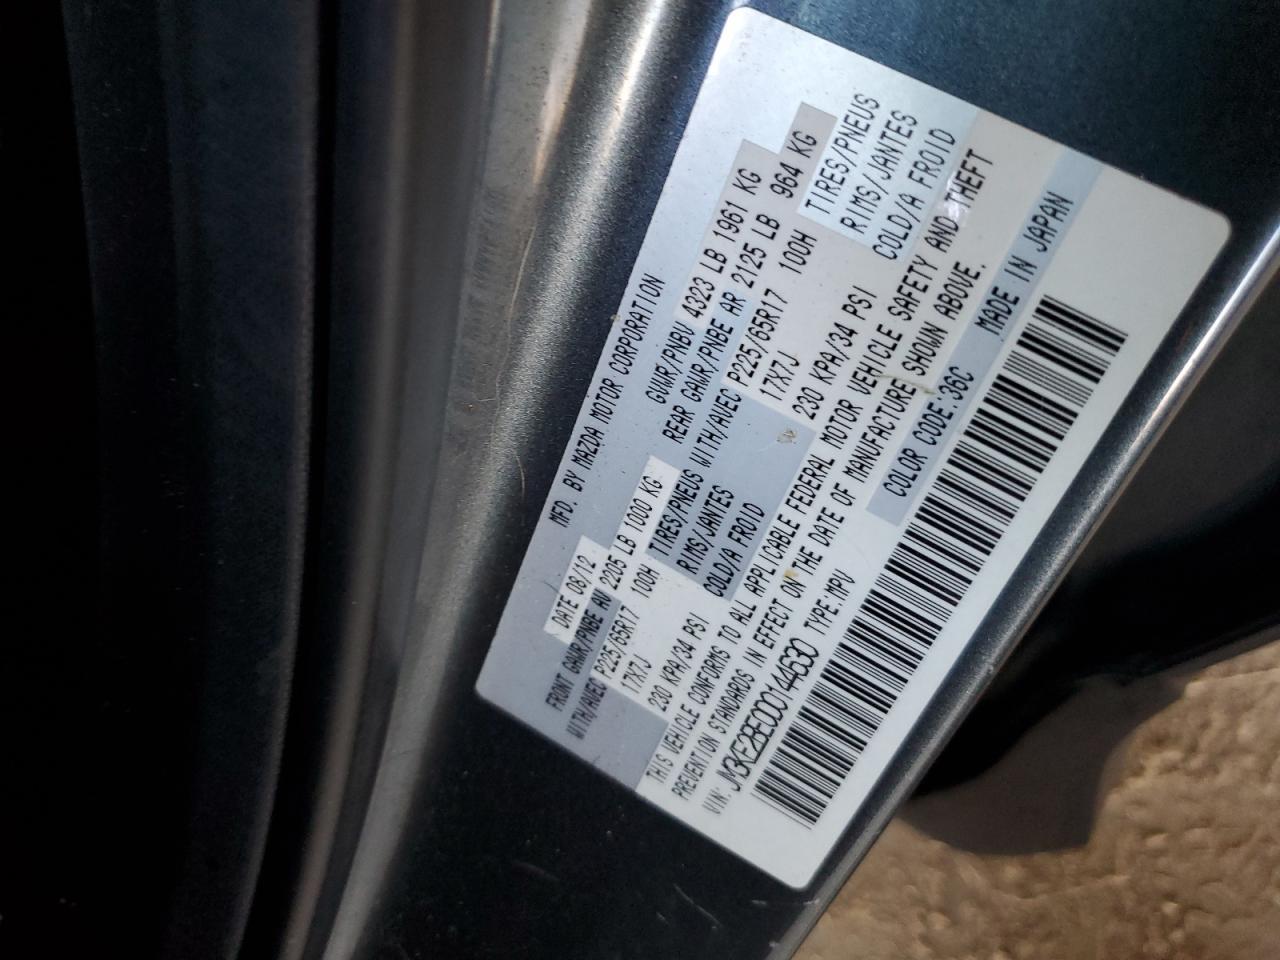 MFD. BY MAZDA MOTOR CORPORATION
DATE 08/12 GVWR/PNBV 4323 LB 1961 KG
FRONT GAWR/PNBE AV 2205 LB 1000 KG REAR GAWR/PNBE AR 2125 LB 964 KG
WITH/AVEC P225/65R17 100H TIRES/PNEUS WITH/AVEC P225/65R17 100H TIRES/PNEUS
17X7J RIMS/JANTES 17X7J RIMS/JANTES
230 KPA/34 PSI COLD/A FROID 230 KPA/34 PSI COLD/A FROID
THIS VEHICLE CONFORMS TO ALL APPLICABLE FEDERAL MOTOR VEHICLE SAFETY AND THEFT
PREVENTION STANDARDS IN EFFECT ON THE DATE OF MANUFACTURE SHOWN ABOVE.
VIN: JM3KE2BE0D0144630 TYPE:MPV COLOR CODE:36C MADE IN JAPAN